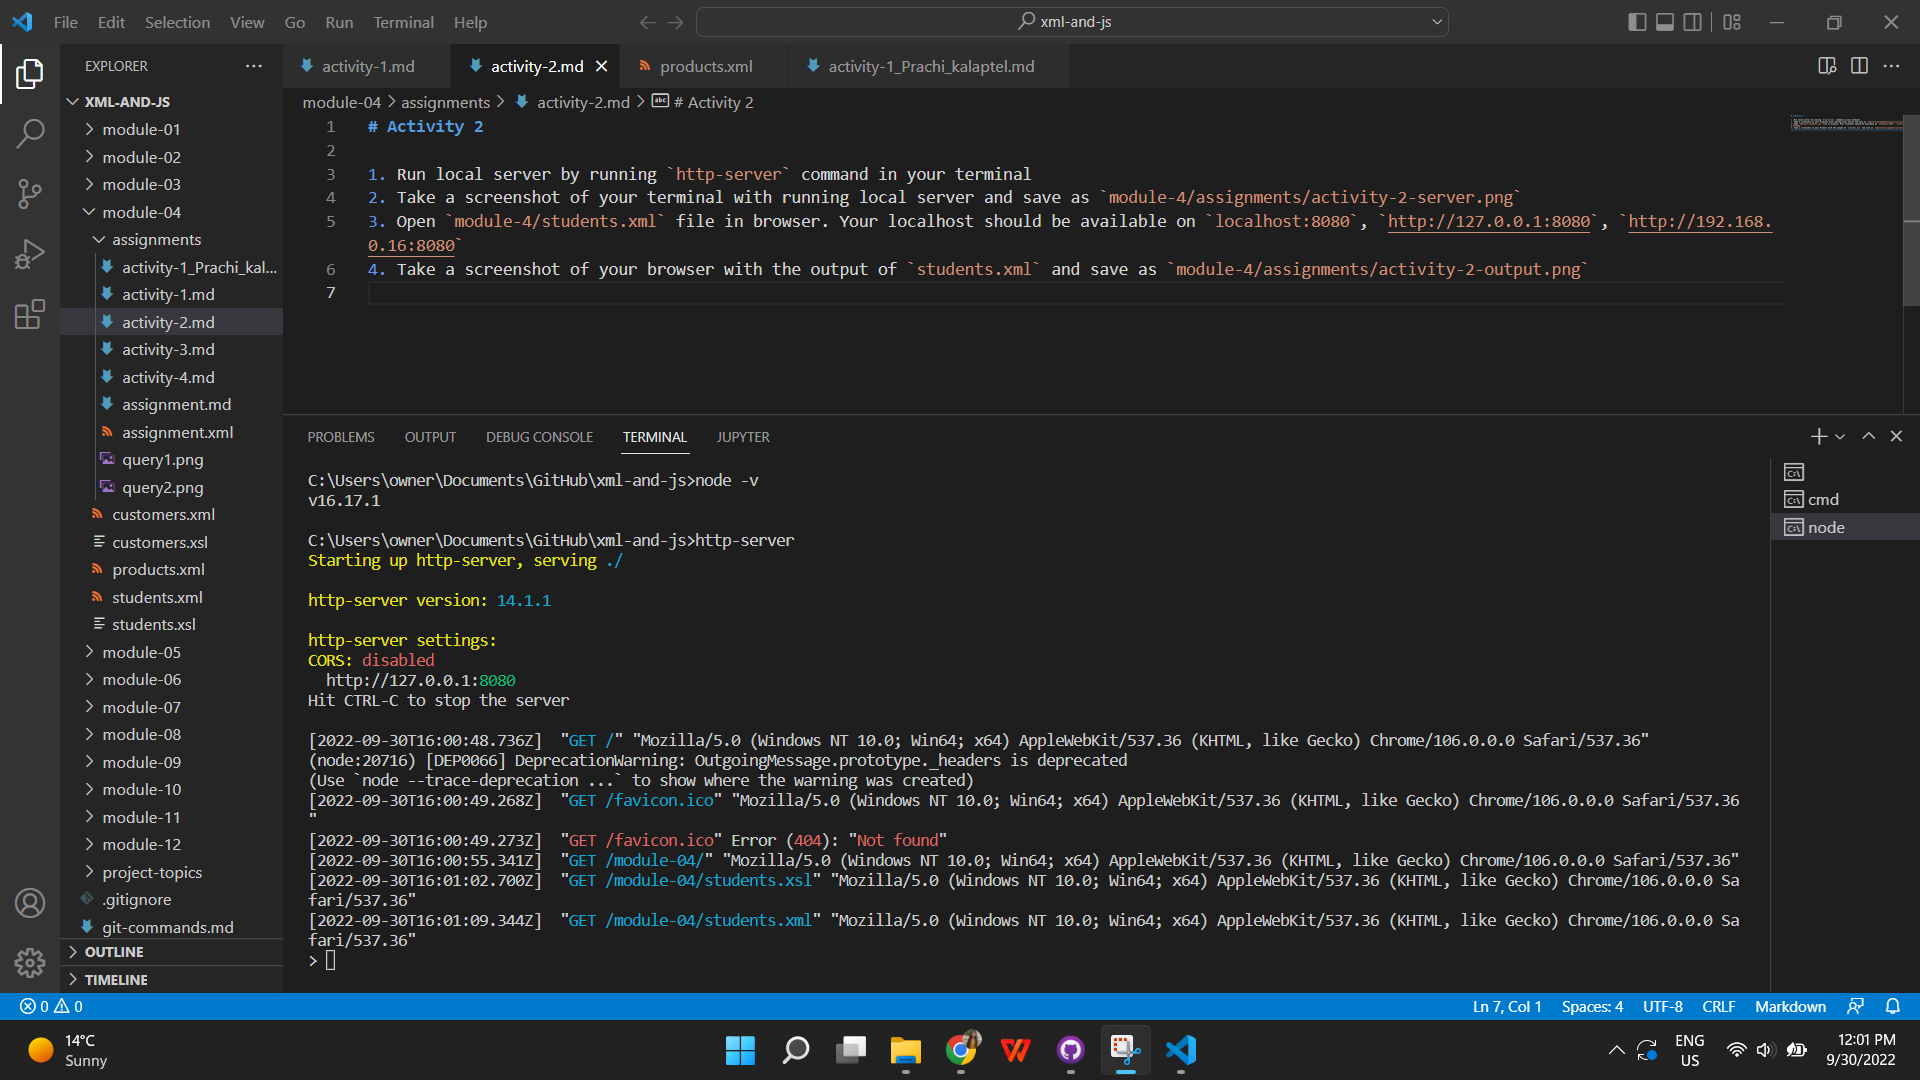 File Edit Selection View Go Run Terminal Help
xml-and-js
EXPLORER
activity-1.md
activity-2.md
products.xml
activity-1_Prachi_kalaptel.md
module-04 > assignments > activity-2.md > # Activity 2
XML-AND-JS
module-01
module-02
module-03
module-04
assignments
activity-1_Prachi_kal...
activity-1.md
activity-2.md
activity-3.md
activity-4.md
assignment.md
assignment.xml
query1.png
query2.png
customers.xml
customers.xsl
products.xml
students.xml
students.xsl
module-05
module-06
module-07
module-08
module-09
module-10
module-11
module-12
project-topics
.gitignore
git-commands.md
OUTLINE
TIMELINE
1 # Activity 2
2
3 1. Run local server by running `http-server` command in your terminal
4 2. Take a screenshot of your terminal with running local server and save as `module-4/assignments/activity-2-server.png`
5 3. Open `module-4/students.xml` file in browser. Your localhost should be available on `localhost:8080`, `http://127.0.0.1:8080`, `http://192.168.
0.16:8080`
6 4. Take a screenshot of your browser with the output of `students.xml` and save as `module-4/assignments/activity-2-output.png`
7
PROBLEMS OUTPUT DEBUG CONSOLE TERMINAL JUPYTER
cmd
node
C:\Users\owner\Documents\GitHub\xml-and-js>node -v
v16.17.1
C:\Users\owner\Documents\GitHub\xml-and-js>http-server
Starting up http-server, serving ./
http-server version: 14.1.1
http-server settings:
CORS: disabled
http://127.0.0.1:8080
Hit CTRL-C to stop the server
[2022-09-30T16:00:48.736Z]  "GET /" "Mozilla/5.0 (Windows NT 10.0; Win64; x64) AppleWebKit/537.36 (KHTML, like Gecko) Chrome/106.0.0.0 Safari/537.36"
(node:20716) [DEP0066] DeprecationWarning: OutgoingMessage.prototype._headers is deprecated
(Use `node --trace-deprecation ...` to show where the warning was created)
[2022-09-30T16:00:49.268Z]  "GET /favicon.ico" "Mozilla/5.0 (Windows NT 10.0; Win64; x64) AppleWebKit/537.36 (KHTML, like Gecko) Chrome/106.0.0.0 Safari/537.36
"
[2022-09-30T16:00:49.273Z]  "GET /favicon.ico" Error (404): "Not found"
[2022-09-30T16:00:55.341Z]  "GET /module-04/" "Mozilla/5.0 (Windows NT 10.0; Win64; x64) AppleWebKit/537.36 (KHTML, like Gecko) Chrome/106.0.0.0 Safari/537.36"
[2022-09-30T16:01:02.700Z]  "GET /module-04/students.xsl" "Mozilla/5.0 (Windows NT 10.0; Win64; x64) AppleWebKit/537.36 (KHTML, like Gecko) Chrome/106.0.0.0 Sa
fari/537.36"
[2022-09-30T16:01:09.344Z]  "GET /module-04/students.xml" "Mozilla/5.0 (Windows NT 10.0; Win64; x64) AppleWebKit/537.36 (KHTML, like Gecko) Chrome/106.0.0.0 Sa
fari/537.36"
>
0 0
Ln 7, Col 1 Spaces: 4 UTF-8 CRLF Markdown
14°C
Sunny
ENG
US
12:01 PM
9/30/2022